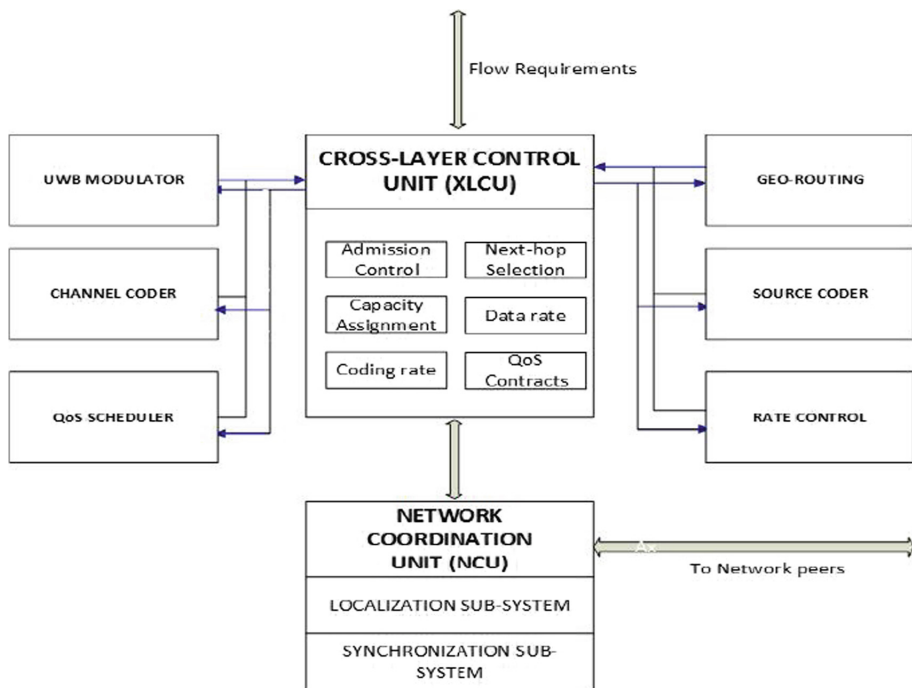 Flow Requirements
UWB MODULATOR
CROSS-LAYER CONTROL
UNIT (XLCU)
GEO-ROUTING
Admission
Control
Next-hop
Selection
CHANNEL CODER
Capacity
Assignment
Data rate
SOURCE CODER
Coding rate
QoS
Contracts
QoS SCHEDULER
RATE CONTROL
NETWORK
COORDINATION
UNIT (NCU)
Ax
To Network peers
LOCALIZATION SUB-SYSTEM
SYNCHRONIZATION SUB-
SYSTEM